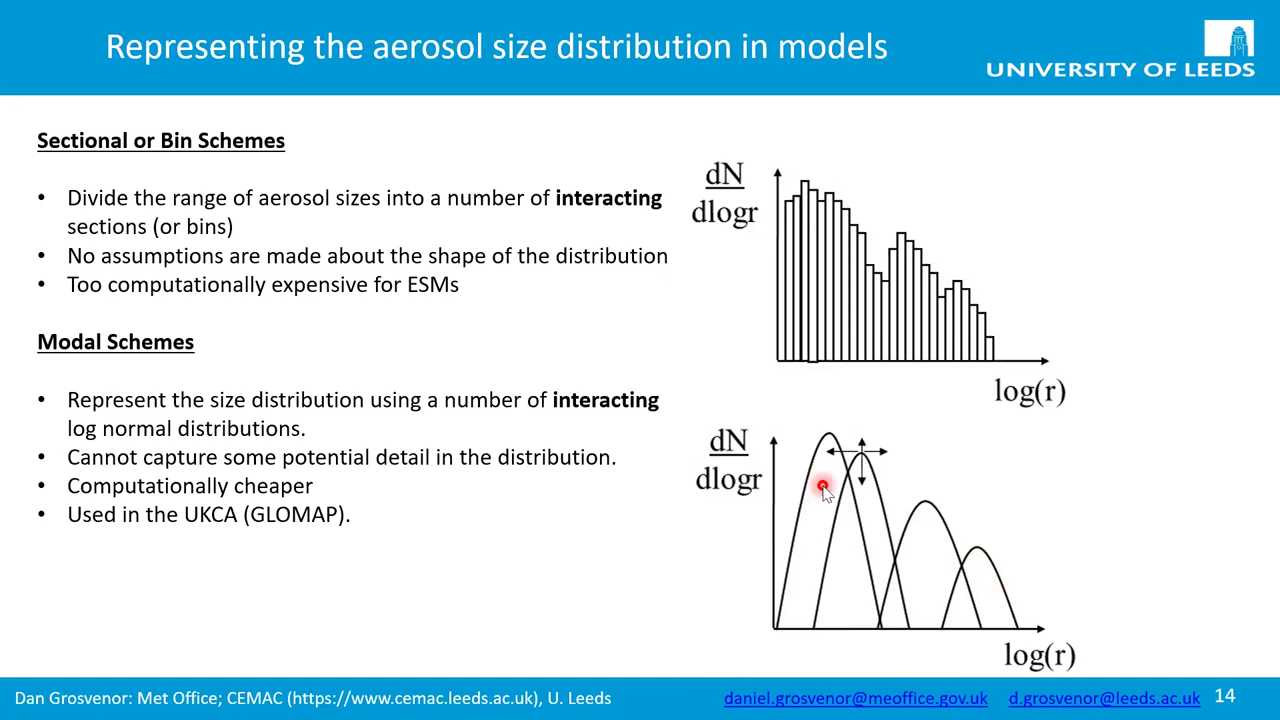 Representing the aerosol size distribution in models
UNIVERSITY OF LEEDS
Sectional or Bin Schemes
• Divide the range of aerosol sizes into a number of interacting
sections (or bins)
• No assumptions are made about the shape of the distribution
• Too computationally expensive for ESMs
Modal Schemes
• Represent the size distribution using a number of interacting
log normal distributions.
• Cannot capture some potential detail in the distribution.
• Computationally cheaper
• Used in the UKCA (GLOMAP).
dN
dlogr
log(r)
dN
dlogr
log(r)
Dan Grosvenor: Met Office; CEMAC (https://www.cemac.leeds.ac.uk), U. Leeds
daniel.grosvenor@meoffice.gov.uk d.grosvenor@leeds.ac.uk 14